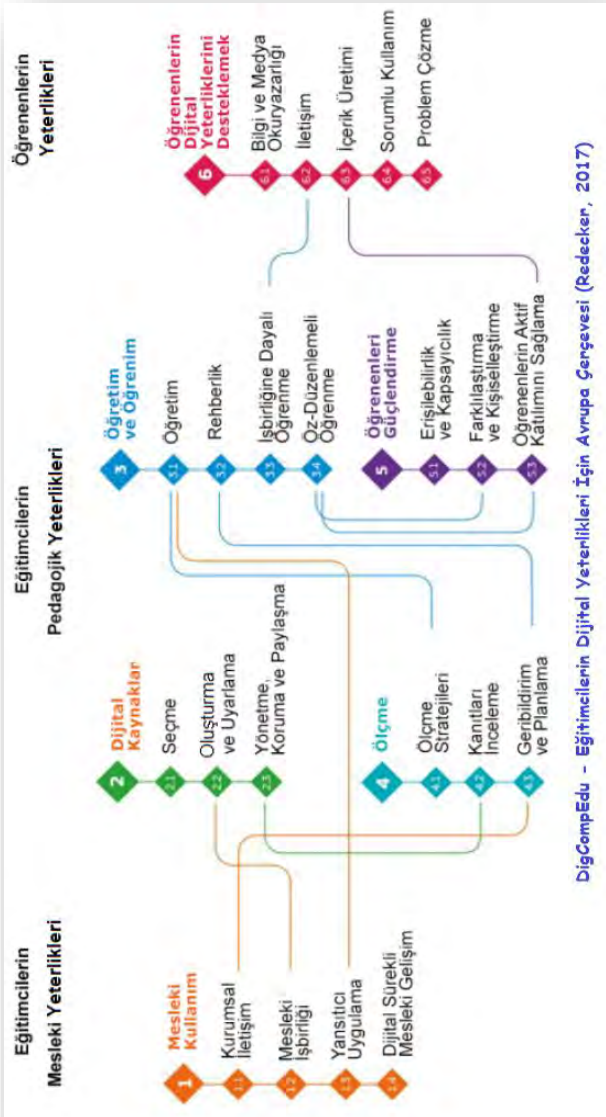 Eğitimcilerin
Mesleki Yeterlikleri
Eğitimcilerin
Pedagojik Yeterlikleri
Öğrenenlerin
Yeterlikleri
1
Mesleki
Kullanım
1.1
Kurumsal
İletişim
1.2
Mesleki
İşbirliği
1.3
Yansıtıcı
Uygulama
1.4
Dijital Sürekli
Mesleki Gelişim
2
Dijital
Kaynaklar
2.1
Seçme
2.2
Oluşturma
ve Uyarlama
2.3
Yönetme,
Koruma ve Paylaşma
3
Öğretim
ve Öğrenim
3.1
Öğretim
3.2
Rehberlik
3.3
İşbirliğine Dayalı
Öğrenme
3.4
Öz-Düzenlemeli
Öğrenme
4
Ölçme
4.1
Ölçme
Stratejileri
4.2
Kanıtları
İnceleme
4.3
Geribildirim
ve Planlama
5
Öğrenenleri
Güçlendirme
5.1
Erişilebilirlik
ve Kapsayıcılık
5.2
Farklılaştırma
ve Kişiselleştirme
5.3
Öğrenenlerin Aktif
Katılımını Sağlama
6
Öğrenenlerin
Dijital
Yeterliklerini
Desteklemek
6.1
Bilgi ve Medya
Okuryazarlığı
6.2
İletişim
6.3
İçerik Üretimi
6.4
Sorumlu Kullanım
6.5
Problem Çözme
DigCompEdu - Eğitimcilerin Dijital Yeterlikleri İçin Avrupa Çerçevesi (Redecker, 2017)